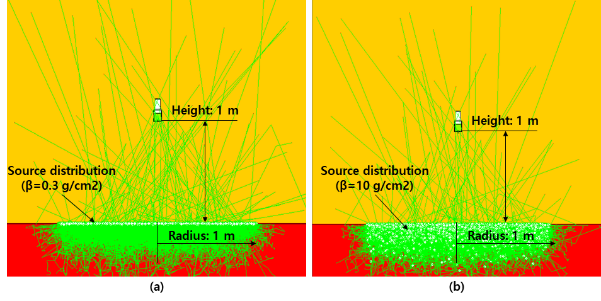 Height: 1 m
Source distribution
(β=0.3 g/cm2)
Radius: 1 m
(a)
Height: 1 m
Source distribution
(β=10 g/cm2)
Radius: 1 m
(b)